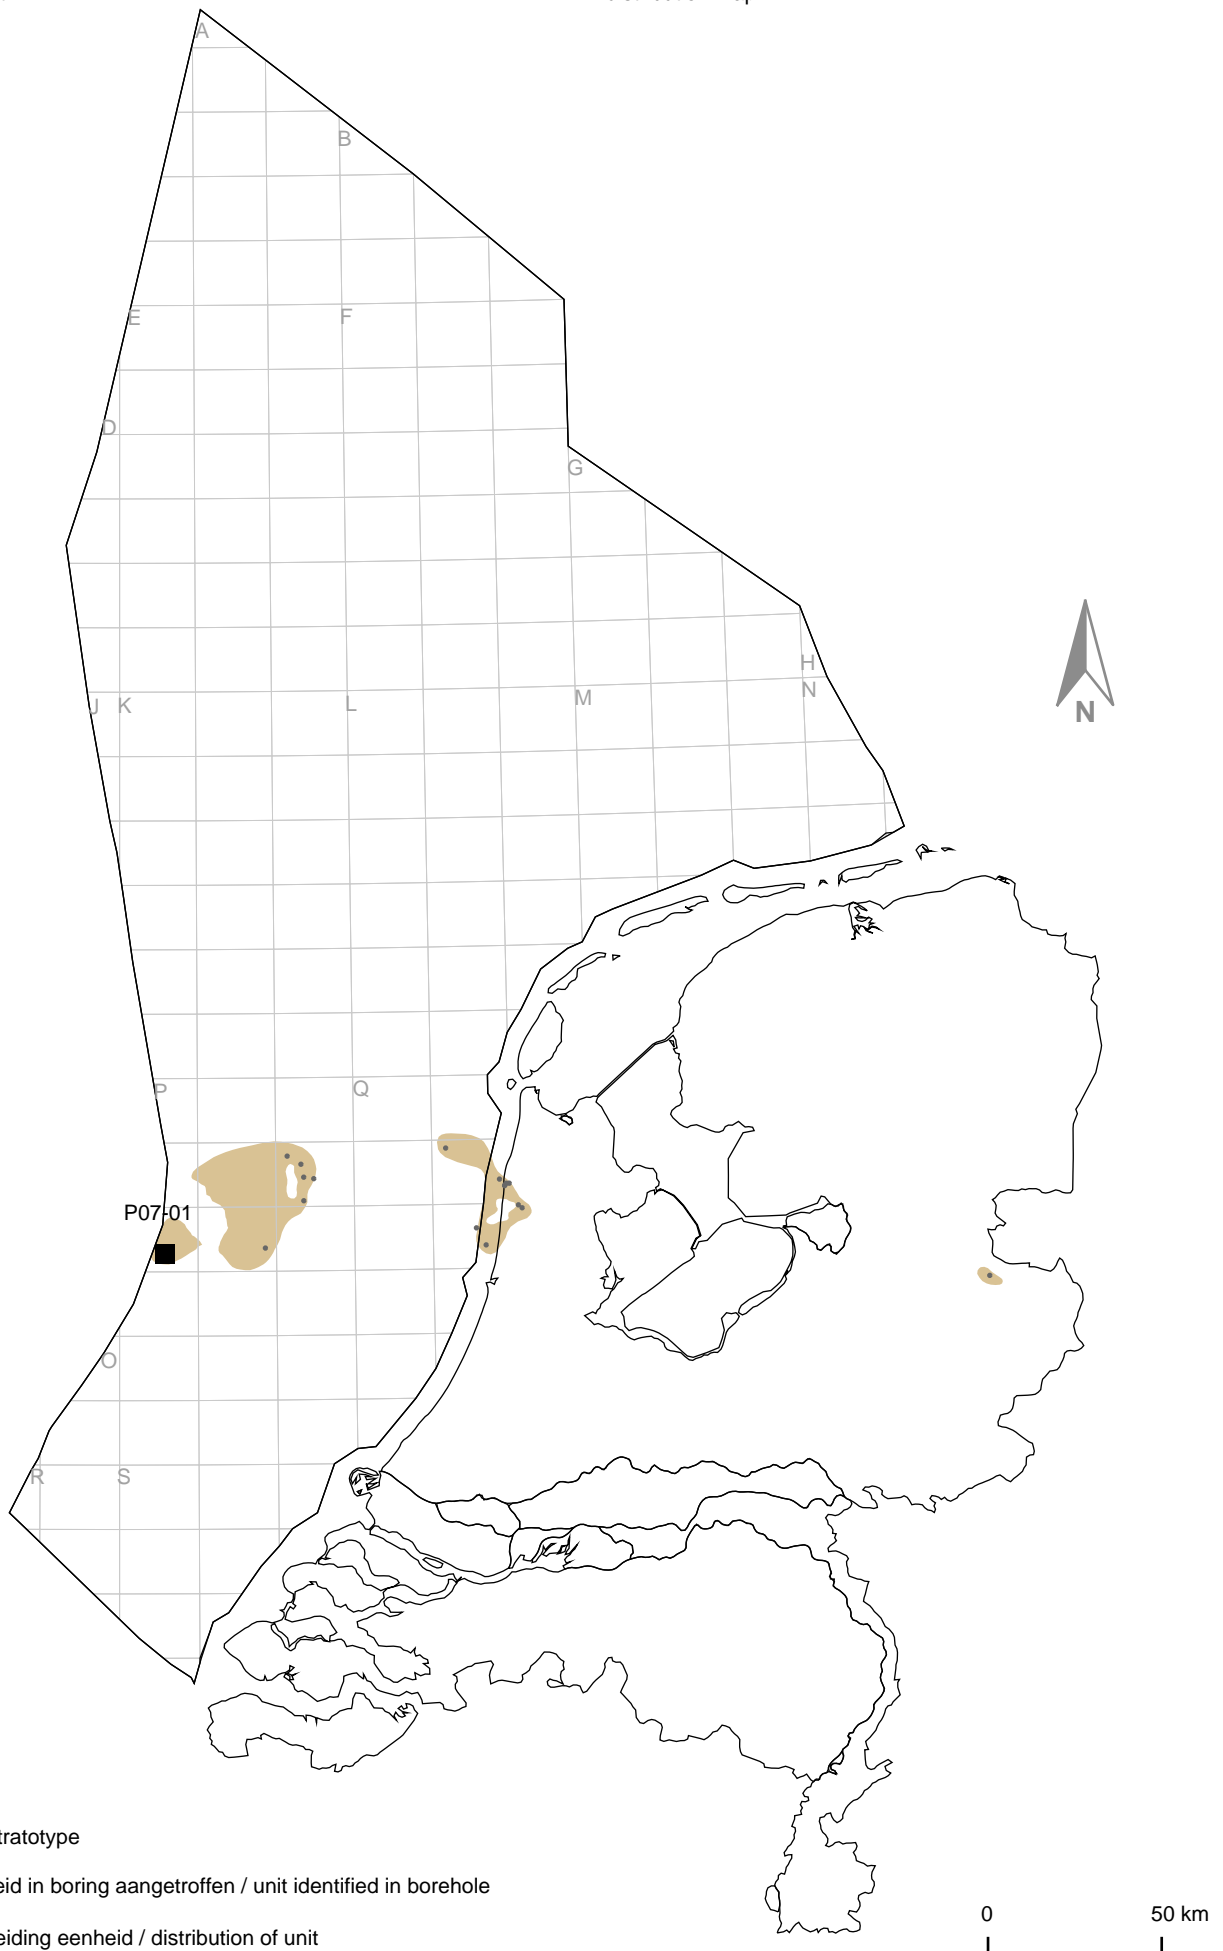 A
B
E
F
D
G
H
N
J K
L
M
P
Q
P07-01
O
R
S
N
tratotype
eid in boring aangetroffen / unit identified in borehole
eiding eenheid / distribution of unit
0
50 km